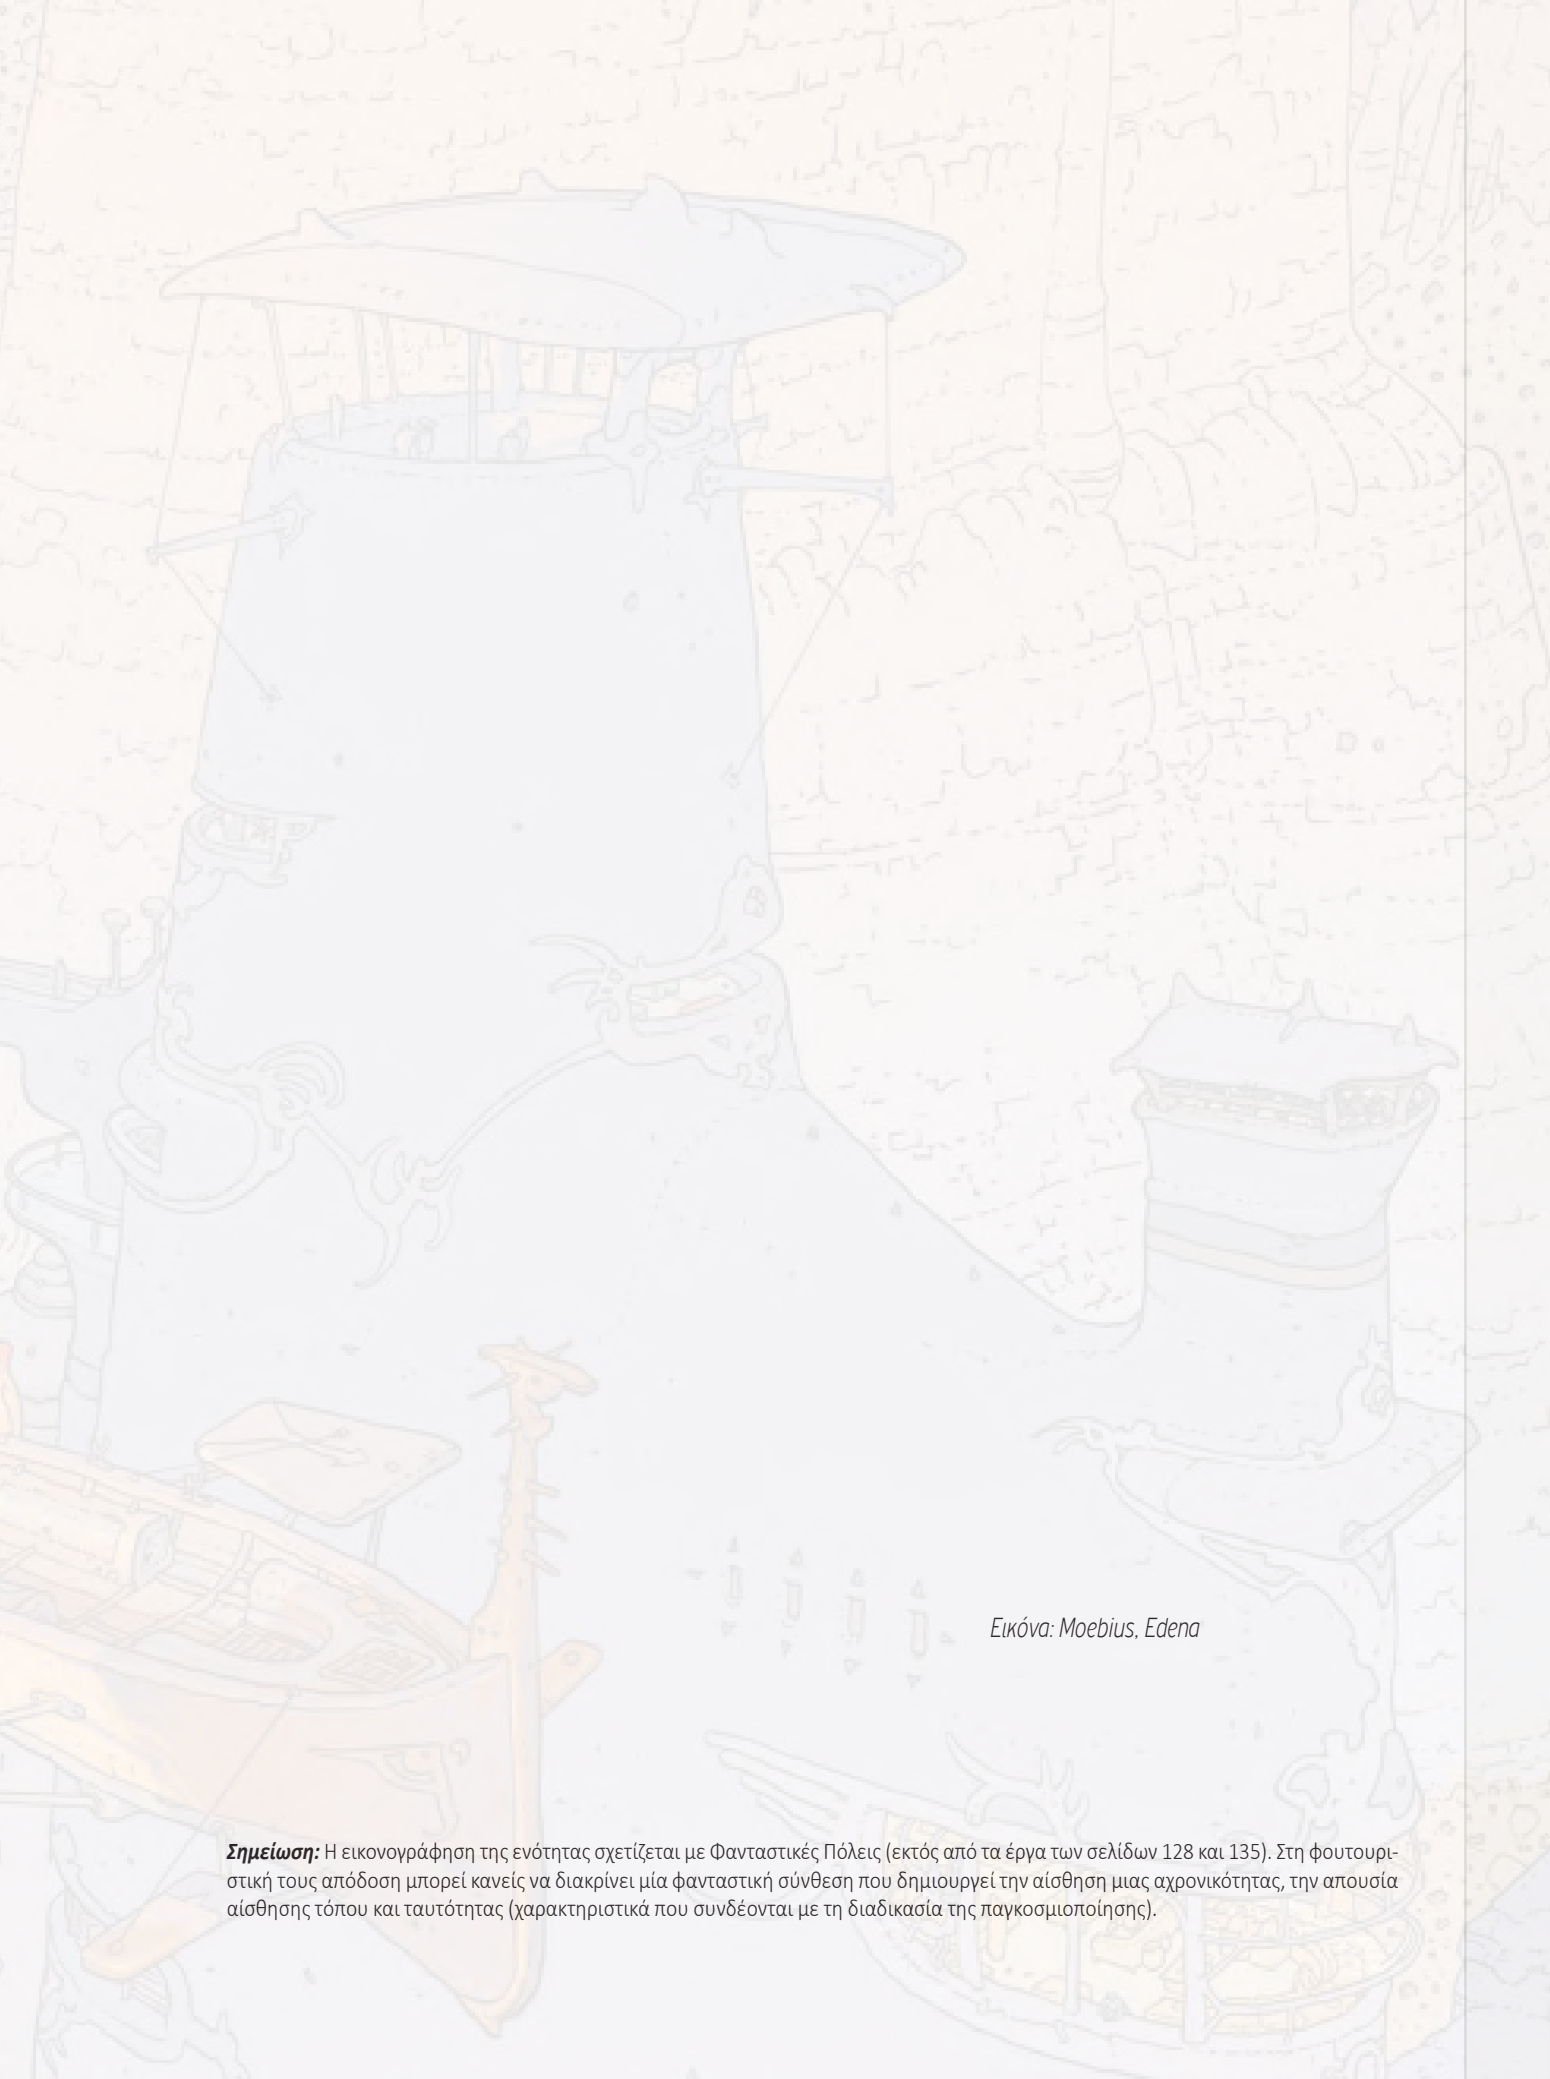 Εικόνα: Moebius, Edena
Σημείωση: Η εικονογράφηση της ενότητας σχετίζεται με Φανταστικές Πόλεις (εκτός από τα έργα των σελίδων 128 και 135). Στη φουτουρι-
στική τους απόδοση μπορεί κανείς να διακρίνει μία φανταστική σύνθεση που δημιουργεί την αίσθηση μιας αχρονικότητας, την απουσία
αίσθησης τόπου και ταυτότητας (χαρακτηριστικά που συνδέονται με τη διαδικασία της παγκοσμιοποίησης).